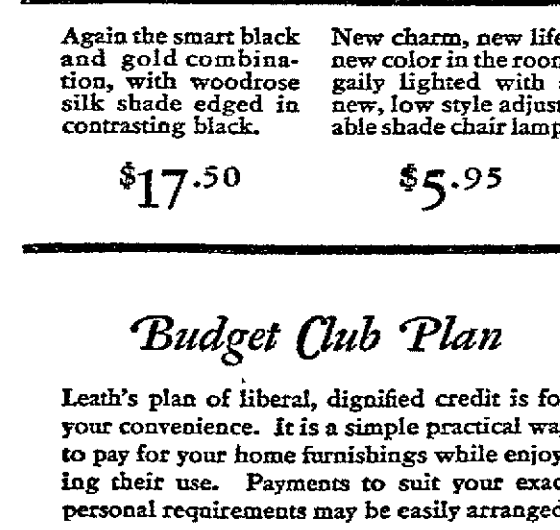 Again the smart black
and gold combina-
tion, with woodrose
silk shade edged in
contrasting black.
$17.50
New charm, new life
new color in the room
gaily lighted with
new, low style adjust
able shade chair lamp
$5.95
Budget Club Plan
Leath's plan of liberal, dignified credit is fo
your convenience. It is a simple practical wa
to pay for your home furnishings while enjoy
ing their use. Payments to suit your exac
personal requirements may be easily arranged